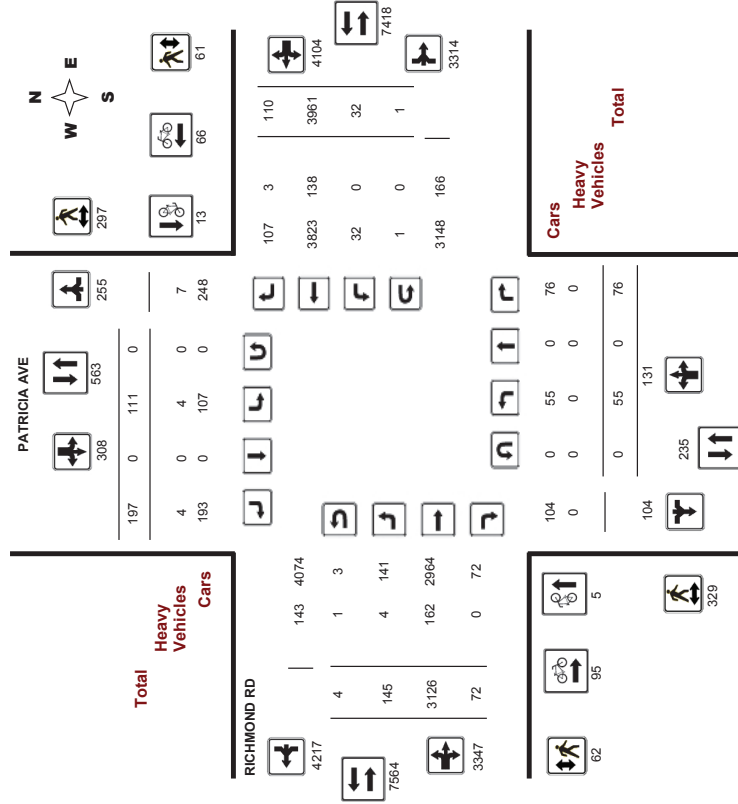 N
W E
S
PATRICIA AVE
297
61
13
66
308
563
255
197 0 111 0
4 0 4 0 7
193 0 107 0 248
Total
Heavy
Vehicles
Cars
107 3 110
3823 138 3961
32 0 32
1 0 1
3148 166
4104
7418
3314
RICHMOND RD
143 4074
4 1 3
145 4 141
3126 162 2964
72 0 72
4217
7564
3347
Cars
Heavy
Vehicles
Total
104 0 55 0 76
0 0 0 0 0
0 55 0 76
104
131
235
62
95
5
329